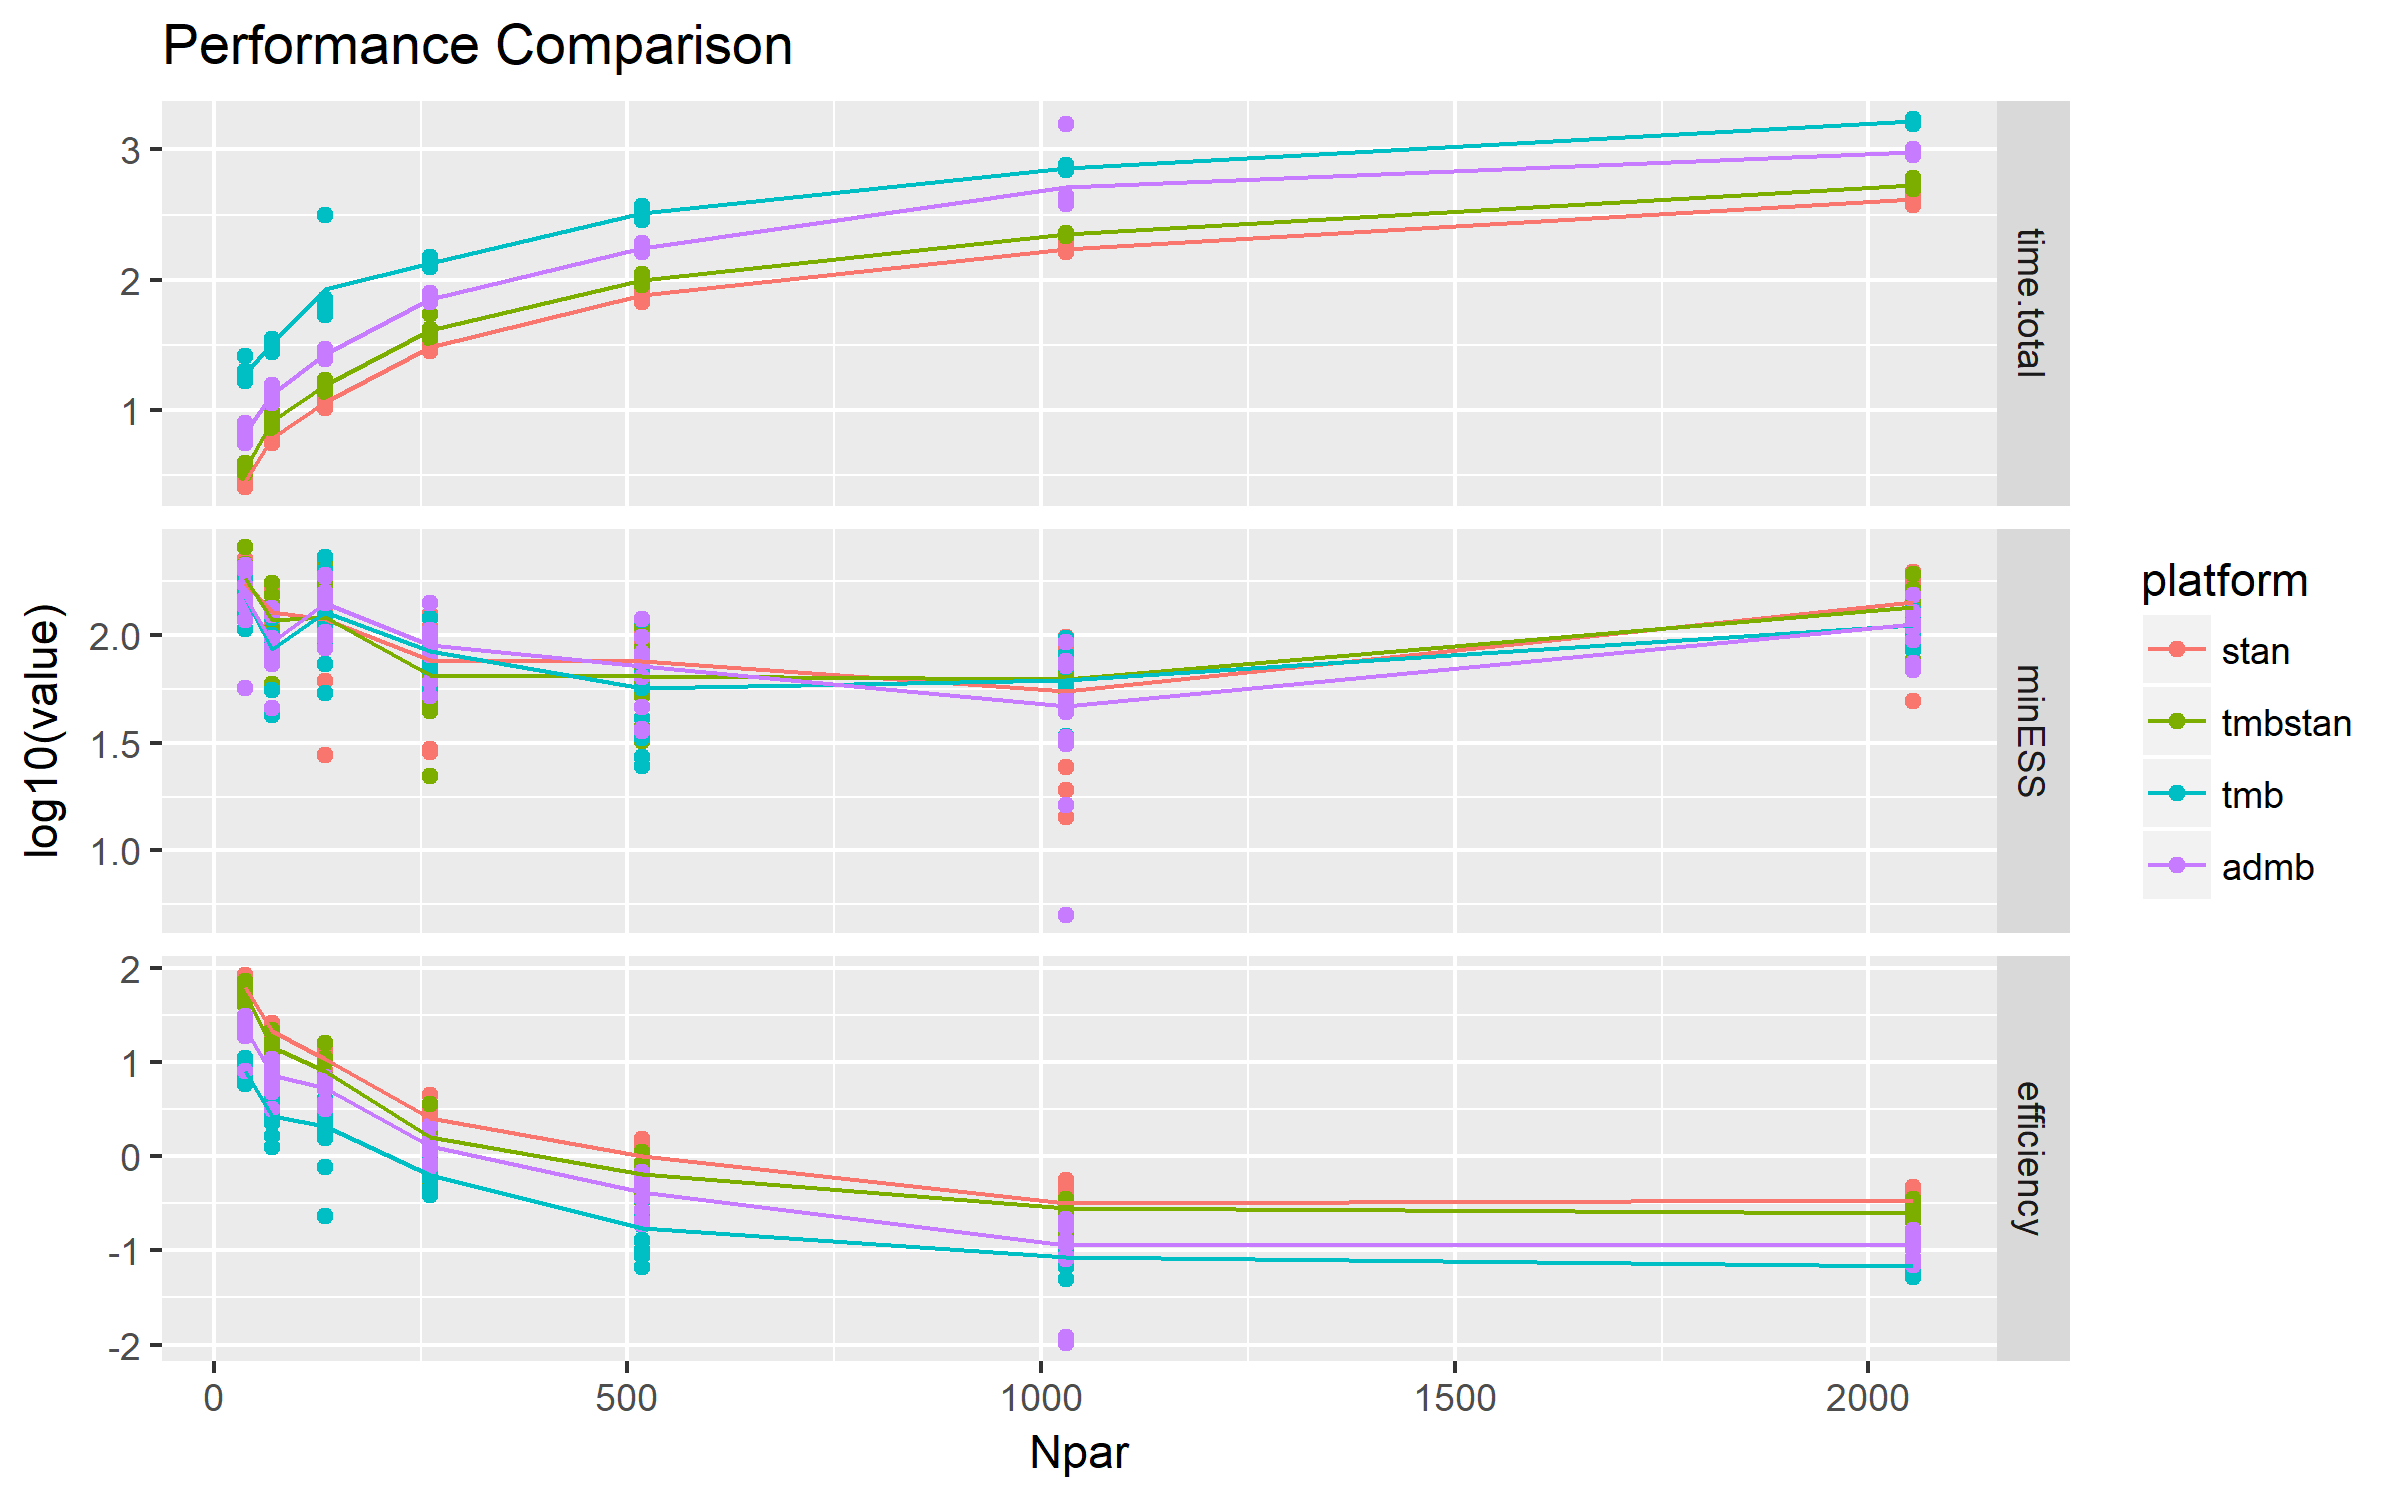 Performance Comparison
3
2
1
time.total
2.0
1.5
1.0
minESS
2
1
0
-1
-2
efficiency
log10(value)
0 500 1000 1500 2000
Npar
platform
stan
tmbstan
tmb
admb